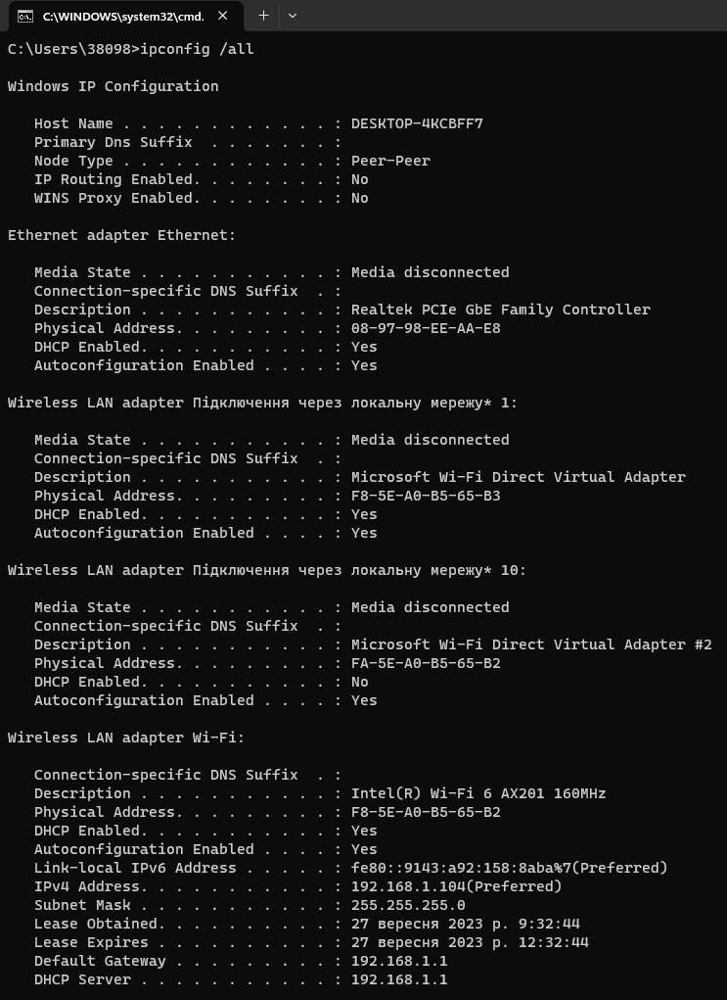 C:\WINDOWS\system32\cmd.
C:\Users\38098>ipconfig /all
Windows IP Configuration
Host Name . . . . . . . . . . . . : DESKTOP-4KCBFF7
Primary Dns Suffix  . . . . . . . :
Node Type . . . . . . . . . . . . : Peer-Peer
IP Routing Enabled. . . . . . . . : No
WINS Proxy Enabled. . . . . . . . : No
Ethernet adapter Ethernet:
Media State . . . . . . . . . . . : Media disconnected
Connection-specific DNS Suffix  . :
Description . . . . . . . . . . . : Realtek PCIe GbE Family Controller
Physical Address. . . . . . . . . : 08-97-98-EE-AA-E8
DHCP Enabled. . . . . . . . . . . : Yes
Autoconfiguration Enabled . . . . : Yes
Wireless LAN adapter Підключення через локальну мережу* 1:
Media State . . . . . . . . . . . : Media disconnected
Connection-specific DNS Suffix  . :
Description . . . . . . . . . . . : Microsoft Wi-Fi Direct Virtual Adapter
Physical Address. . . . . . . . . : F8-5E-A0-B5-65-B3
DHCP Enabled. . . . . . . . . . . : Yes
Autoconfiguration Enabled . . . . : Yes
Wireless LAN adapter Підключення через локальну мережу* 10:
Media State . . . . . . . . . . . : Media disconnected
Connection-specific DNS Suffix  . :
Description . . . . . . . . . . . : Microsoft Wi-Fi Direct Virtual Adapter #2
Physical Address. . . . . . . . . : FA-5E-A0-B5-65-B2
DHCP Enabled. . . . . . . . . . . : No
Autoconfiguration Enabled . . . . : Yes
Wireless LAN adapter Wi-Fi:
Connection-specific DNS Suffix  . :
Description . . . . . . . . . . . : Intel(R) Wi-Fi 6 AX201 160MHz
Physical Address. . . . . . . . . : F8-5E-A0-B5-65-B2
DHCP Enabled. . . . . . . . . . . : Yes
Autoconfiguration Enabled . . . . : Yes
Link-local IPv6 Address . . . . . : fe80::9143:a92:158:8aba%7(Preferred)
IPv4 Address. . . . . . . . . . . : 192.168.1.104(Preferred)
Subnet Mask . . . . . . . . . . . : 255.255.255.0
Lease Obtained. . . . . . . . . . : 27 вересня 2023 р. 9:32:44
Lease Expires . . . . . . . . . . : 27 вересня 2023 р. 12:32:44
Default Gateway . . . . . . . . . : 192.168.1.1
DHCP Server . . . . . . . . . . . : 192.168.1.1